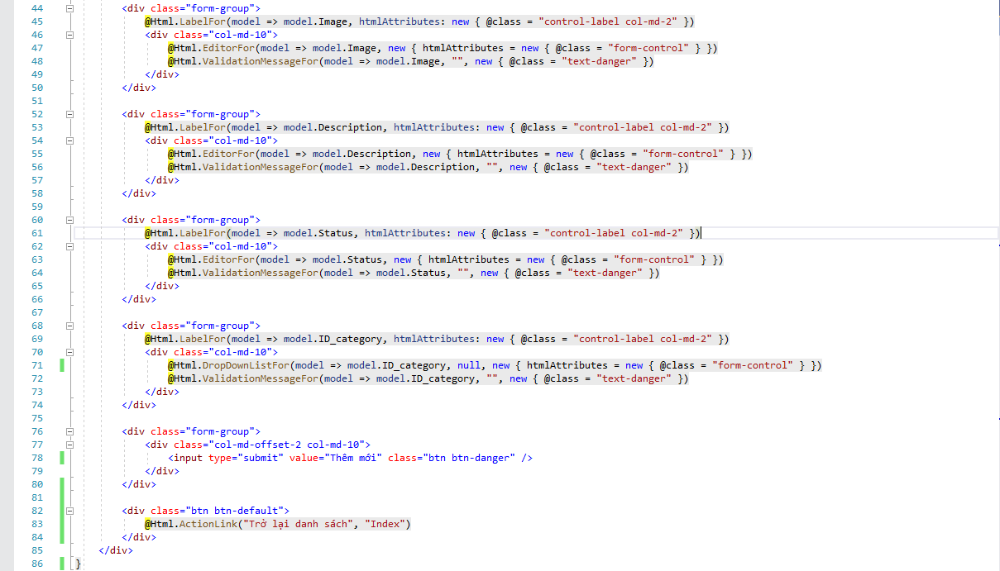 44 <div class="form-group">
45 @Html.LabelFor(model => model.Image, htmlAttributes: new { @class = "control-label col-md-2" })
46 <div class="col-md-10">
47 @Html.EditorFor(model => model.Image, new { htmlAttributes = new { @class = "form-control" } })
48 @Html.ValidationMessageFor(model => model.Image, "", new { @class = "text-danger" })
49 </div>
50 </div>
51
52 <div class="form-group">
53 @Html.LabelFor(model => model.Description, htmlAttributes: new { @class = "control-label col-md-2" })
54 <div class="col-md-10">
55 @Html.EditorFor(model => model.Description, new { htmlAttributes = new { @class = "form-control" } })
56 @Html.ValidationMessageFor(model => model.Description, "", new { @class = "text-danger" })
57 </div>
58 </div>
59
60 <div class="form-group">
61 @Html.LabelFor(model => model.Status, htmlAttributes: new { @class = "control-label col-md-2" })
62 <div class="col-md-10">
63 @Html.EditorFor(model => model.Status, new { htmlAttributes = new { @class = "form-control" } })
64 @Html.ValidationMessageFor(model => model.Status, "", new { @class = "text-danger" })
65 </div>
66 </div>
67
68 <div class="form-group">
69 @Html.LabelFor(model => model.ID_category, htmlAttributes: new { @class = "control-label col-md-2" })
70 <div class="col-md-10">
71 @Html.DropDownListFor(model => model.ID_category, null, new { htmlAttributes = new { @class = "form-control" } })
72 @Html.ValidationMessageFor(model => model.ID_category, "", new { @class = "text-danger" })
73 </div>
74 </div>
75
76 <div class="form-group">
77 <div class="col-md-offset-2 col-md-10">
78 <input type="submit" value="Thêm mới" class="btn btn-danger" />
79 </div>
80 </div>
81
82 <div class="btn btn-default">
83 @Html.ActionLink("Trở lại danh sách", "Index")
84 </div>
85 </div>
86 }